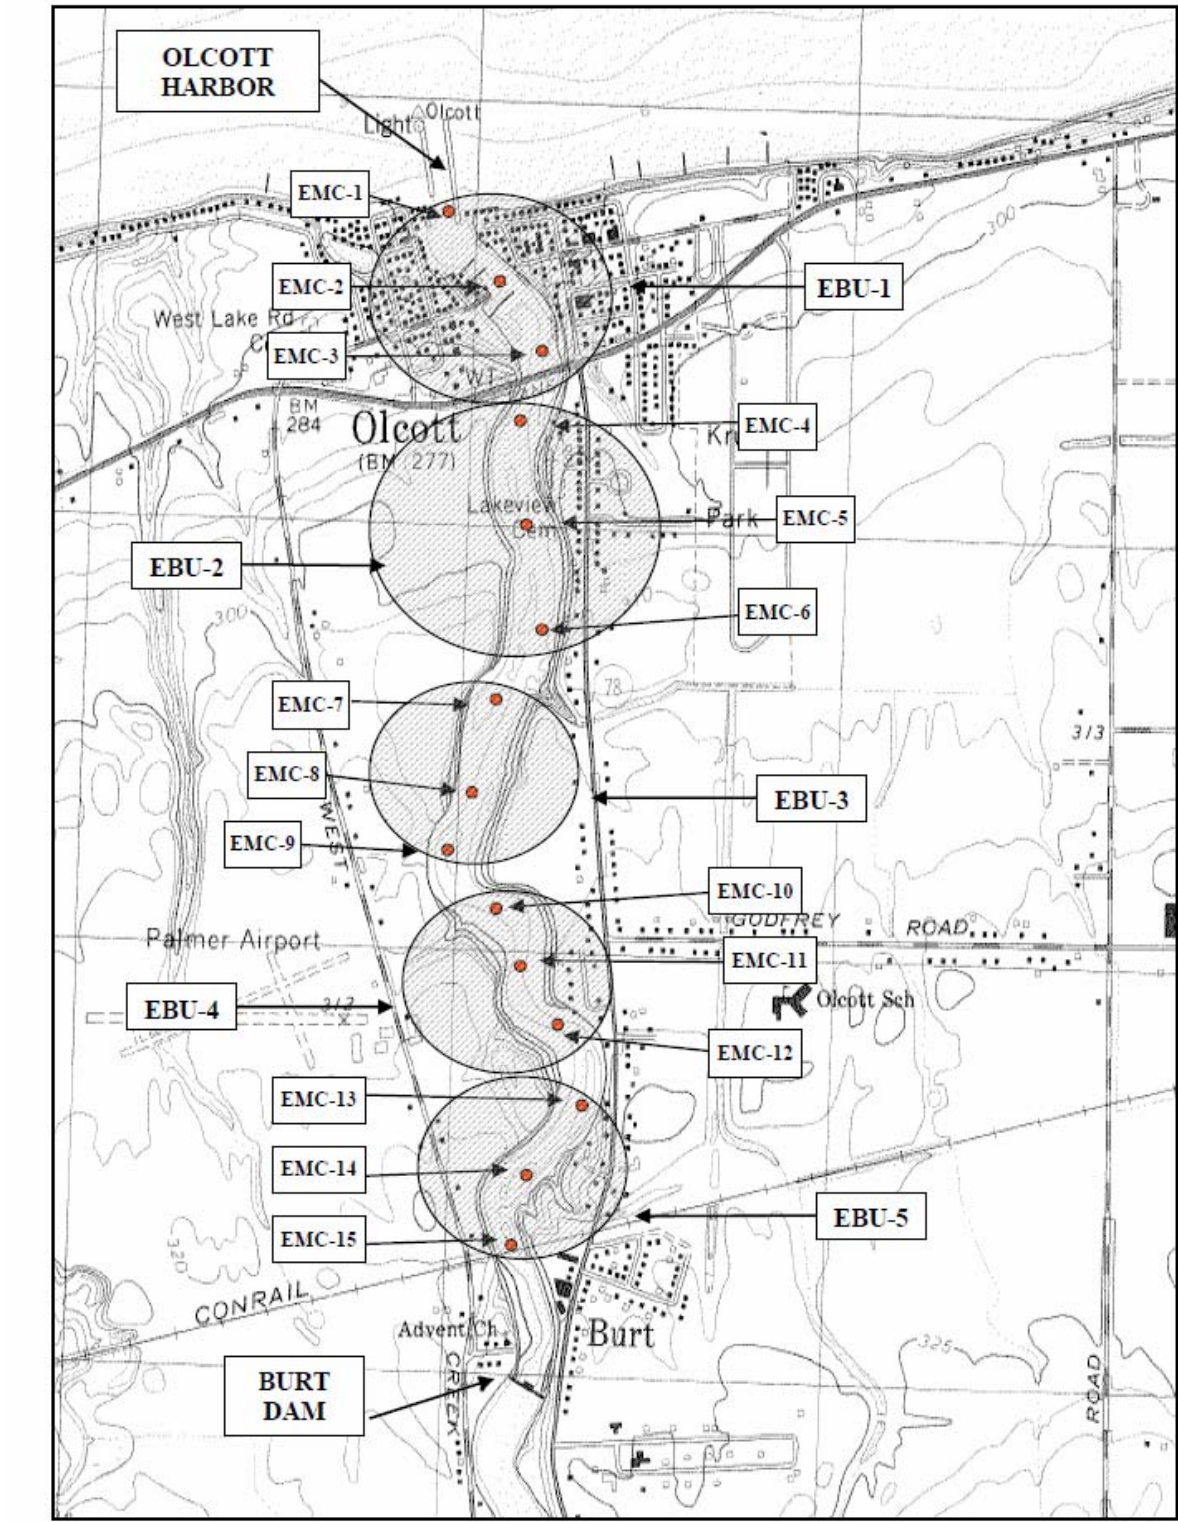 OLCOTT
HARBOR
Olcott
Light
EMC-1
300
EMC-2
EBU-1
West Lake Rd
EMC-3
BM
284
Olcott
(BM 277)
EMC-4
Lakeview
Cem
Park
EMC-5
EBU-2
EMC-6
300
78
EMC-7
313
EMC-8
EBU-3
WEST
EMC-9
EMC-10
GODFREY ROAD
Palmer Airport
EMC-11
Olcott Sch
EBU-4
312
EMC-12
EMC-13
EMC-14
EBU-5
EMC-15
320
CONRAIL
Advent Ch
Burt
325
BURT
DAM
CREEK
ROAD